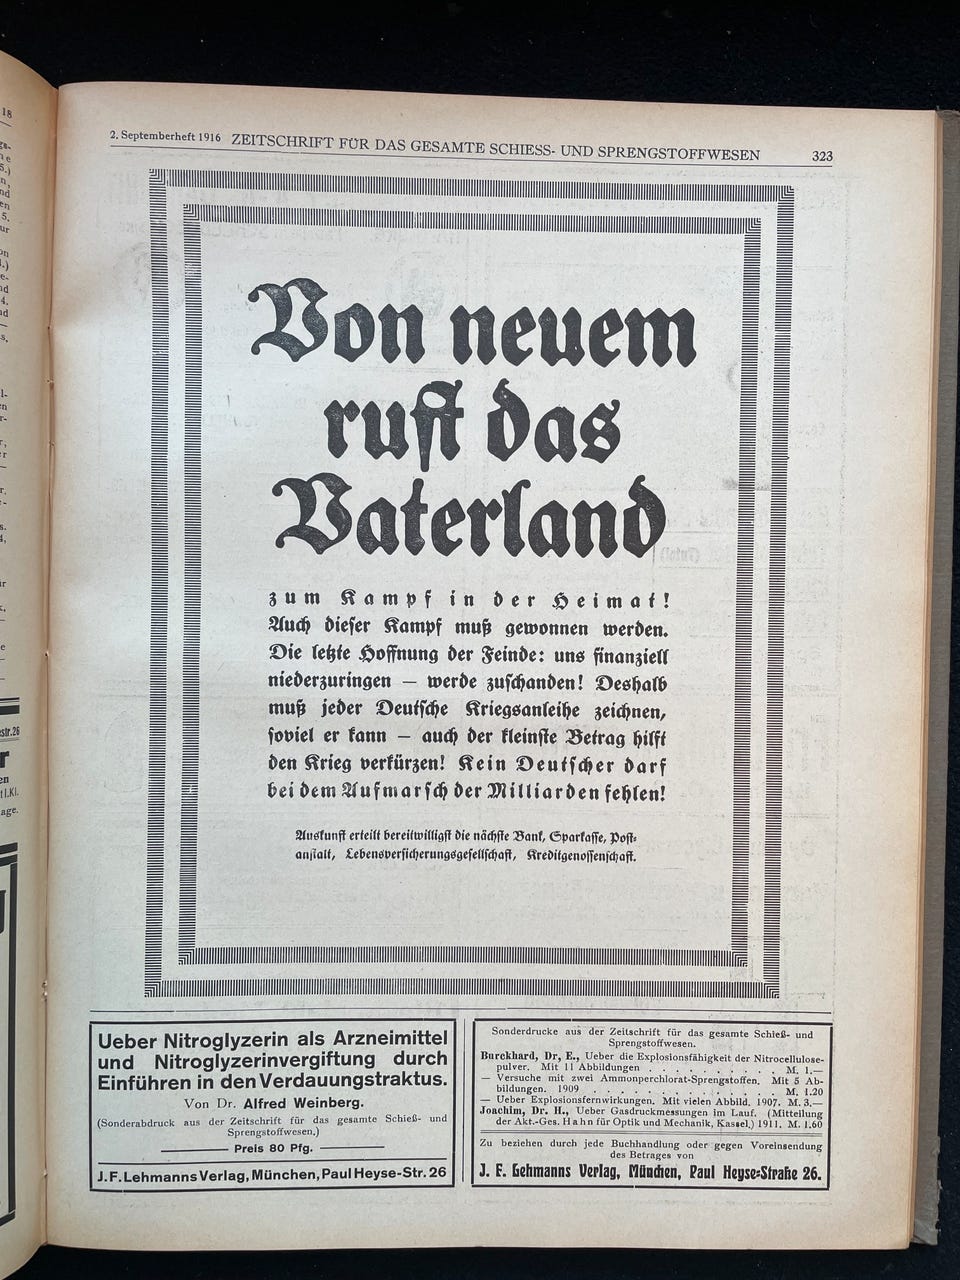 2. Septemberheft 1916 ZEITSCHRIFT FÜR DAS GESAMTE SCHIESS- UND SPRENGSTOFFWESEN 323
Von neuem
ruft das
Vaterland
zum Kampf in der Heimat!
Auch dieser Kampf muß gewonnen werden.
Die letzte Hoffnung der Feinde: uns finanziell
niederzuringen — werde zuschanden! Deshalb
muß jeder Deutsche Kriegsanleihe zeichnen,
soviel er kann — auch der kleinste Betrag hilft
den Krieg verkürzen! Kein Deutscher darf
bei dem Aufmarsch der Milliarden fehlen!
Auskunft erteilt bereitwilligst die nächste Bank, Sparkasse, Post-
anstalt, Lebensversicherungsgesellschaft, Kreditgenossenschaft.
Ueber Nitroglyzerin als Arzneimittel
und Nitroglyzerinvergiftung durch
Einführen in den Verdauungstraktus.
Von Dr. Alfred Weinberg.
(Sonderabdruck aus der Zeitschrift für das gesamte Schieß- und
Sprengstoffwesen.)
Preis 80 Pfg.
J. F. Lehmanns Verlag, München, Paul Heyse-Str. 26
Sonderdrucke aus der Zeitschrift für das gesamte Schieß- und
Sprengstoffwesen.
Burckhard, Dr, E., Ueber die Explosionsfähigkeit der Nitrocellulose-
pulver. Mit 11 Abbildungen . . . . . . . . . . M. 1.—
— Versuche mit zwei Ammonperchlorat-Sprengstoffen. Mit 5 Ab-
bildungen. 1909 . . . . . . . . . . . . . M. 1.20
— Ueber Explosionsfernwirkungen. Mit vielen Abbild. 1907. M. 3.—
Joachim, Dr. H., Ueber Gasdruckmessungen im Lauf. (Mitteilung
der Akt.-Ges. Hahn für Optik und Mechanik, Kassel.) 1911. M. 1.60
Zu beziehen durch jede Buchhandlung oder gegen Voreinsendung
des Betrages von
J. F. Lehmanns Verlag, München, Paul Heyse-Straße 26.